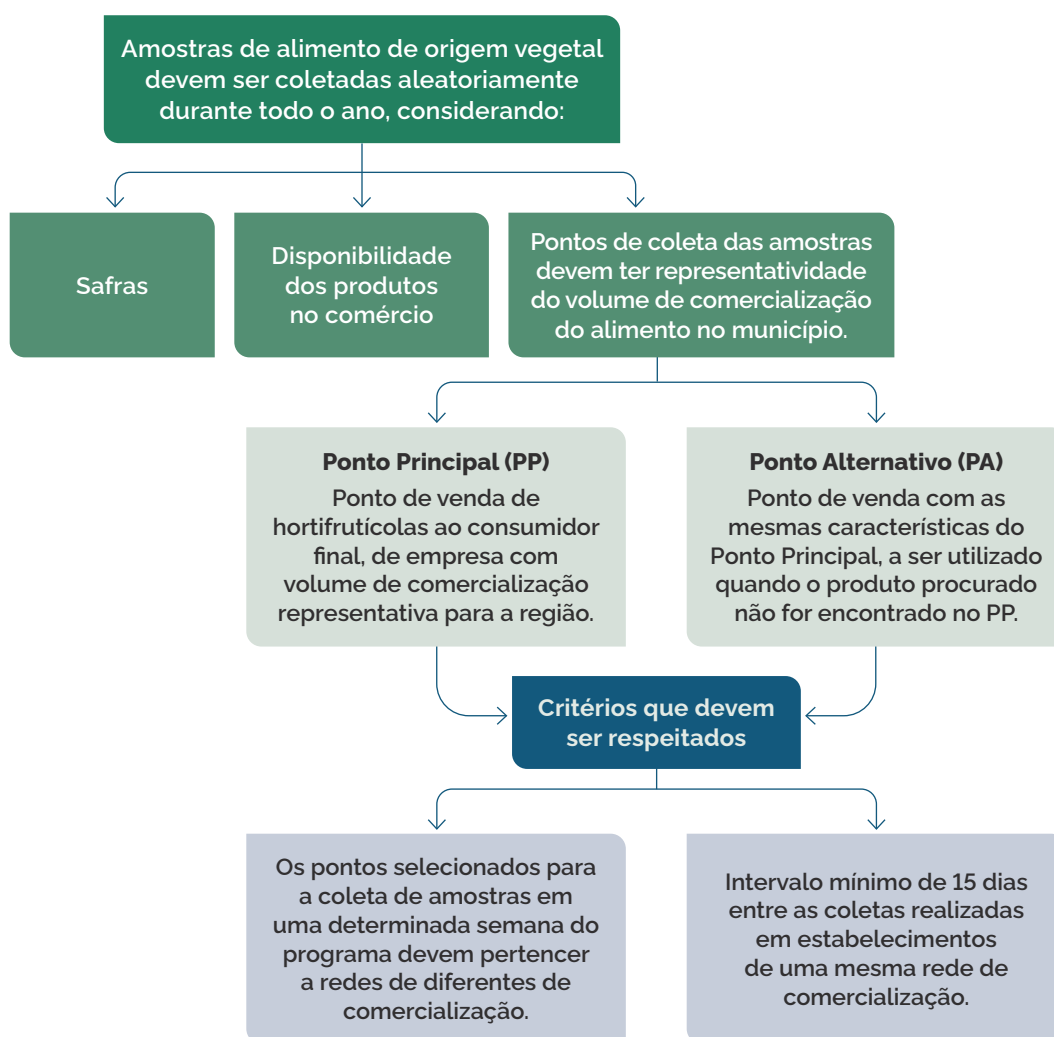 Amostras de alimento de origem vegetal
devem ser coletadas aleatoriamente
durante todo o ano, considerando:
Safras
Disponibilidade
dos produtos
no comércio
Pontos de coleta das amostras
devem ter representatividade
do volume de comercialização
do alimento no município.
Ponto Principal (PP)
Ponto de venda de
hortifrutícolas ao consumidor
final, de empresa com
volume de comercialização
representativa para a região.
Ponto Alternativo (PA)
Ponto de venda com as
mesmas características do
Ponto Principal, a ser utilizado
quando o produto procurado
não for encontrado no PP.
Critérios que devem
ser respeitados
Os pontos selecionados para
a coleta de amostras em
uma determinada semana do
programa devem pertencer
a redes de diferentes de
comercialização.
Intervalo mínimo de 15 dias
entre as coletas realizadas
em estabelecimentos
de uma mesma rede de
comercialização.